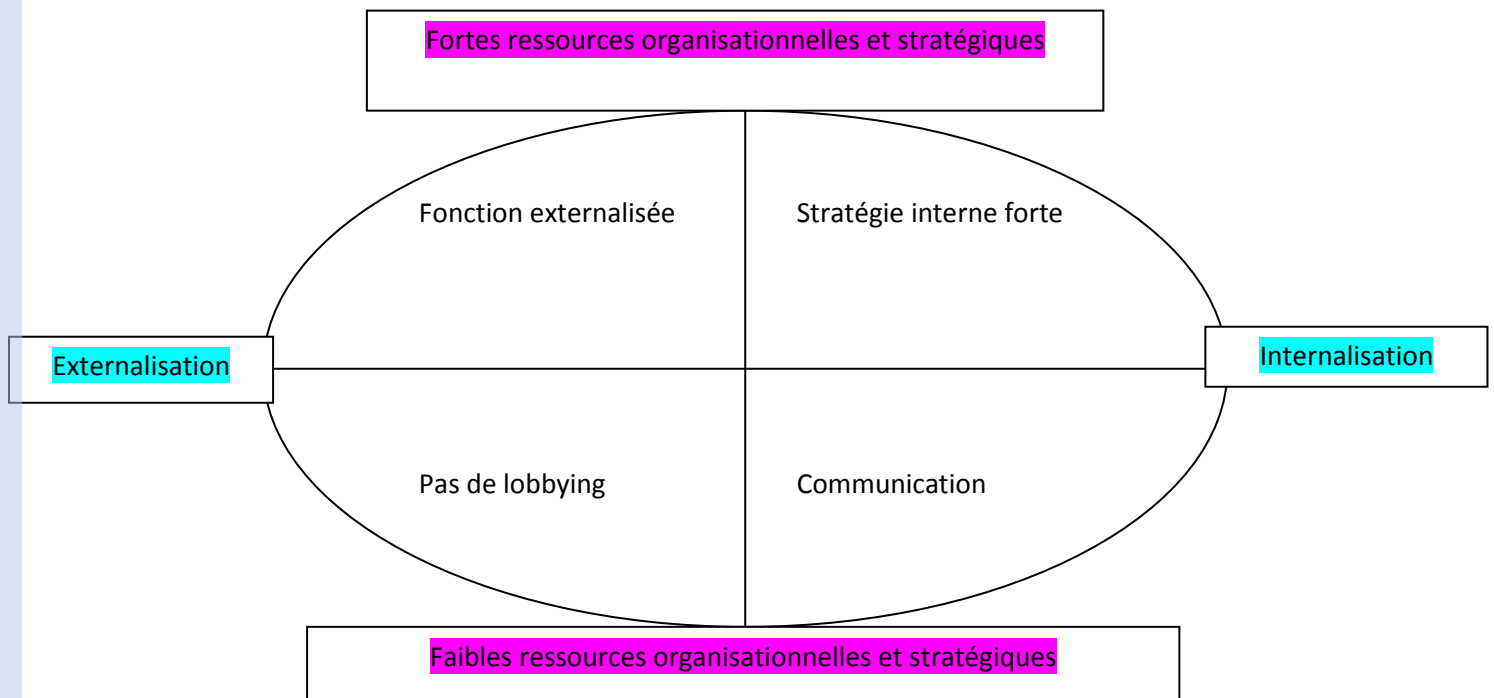 Fortes ressources organisationnelles et stratégiques
Fonction externalisée
Stratégie interne forte
Externalisation
Internalisation
Pas de lobbying
Communication
Faibles ressources organisationnelles et stratégiques